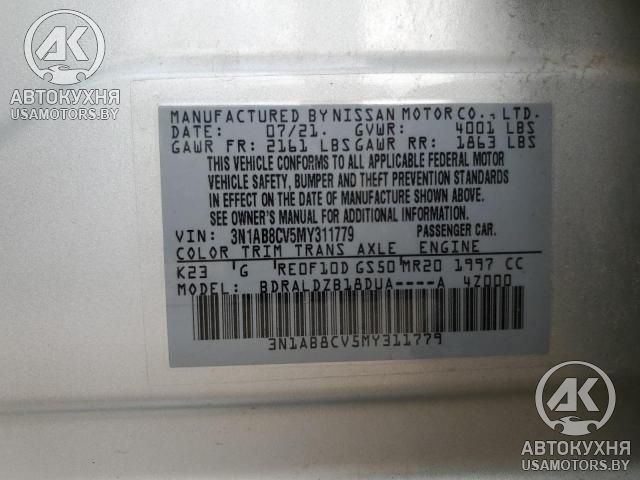 AK
АВТОКУХНЯ
USAMOTORS.BY
MANUFACTURED BY NISSAN MOTOR CO., LTD.
DATE: 07/21. GVWR: 4001 LBS
GAWR FR: 2161 LBS GAWR RR: 1863 LBS
THIS VEHICLE CONFORMS TO ALL APPLICABLE FEDERAL MOTOR
VEHICLE SAFETY, BUMPER AND THEFT PREVENTION STANDARDS
IN EFFECT ON THE DATE OF MANUFACTURE SHOWN ABOVE.
SEE OWNER'S MANUAL FOR ADDITIONAL INFORMATION.
VIN: 3N1AB8CV5MY311779 PASSENGER CAR.
COLOR TRIM TRANS AXLE ENGINE
K23 G RE0F10D GS50 MR20 1997 CC
MODEL: BDRALDZB18DUA----A 4Z000
3N1AB8CV5MY311779
AK
АВТОКУХНЯ
USAMOTORS.BY